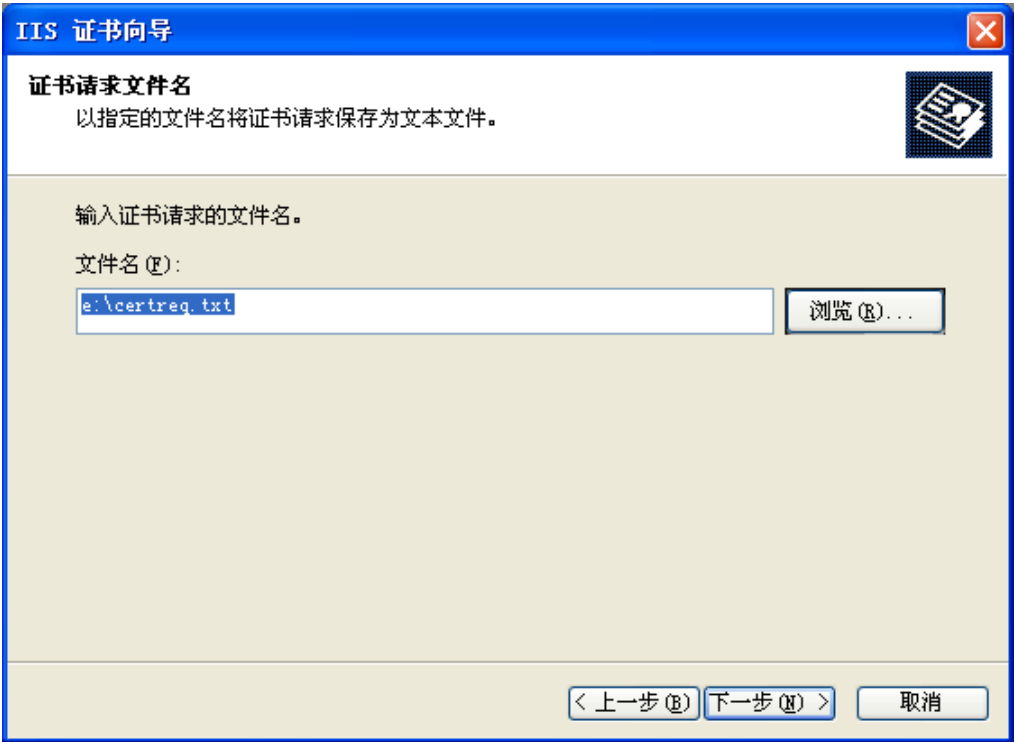 IIS 证书向导
证书请求文件名
以指定的文件名将证书请求保存为文本文件。
输入证书请求的文件名。
文件名(F):
e:\certreq.txt
浏览(R)...
< 上一步(B) 下一步(N) > 取消